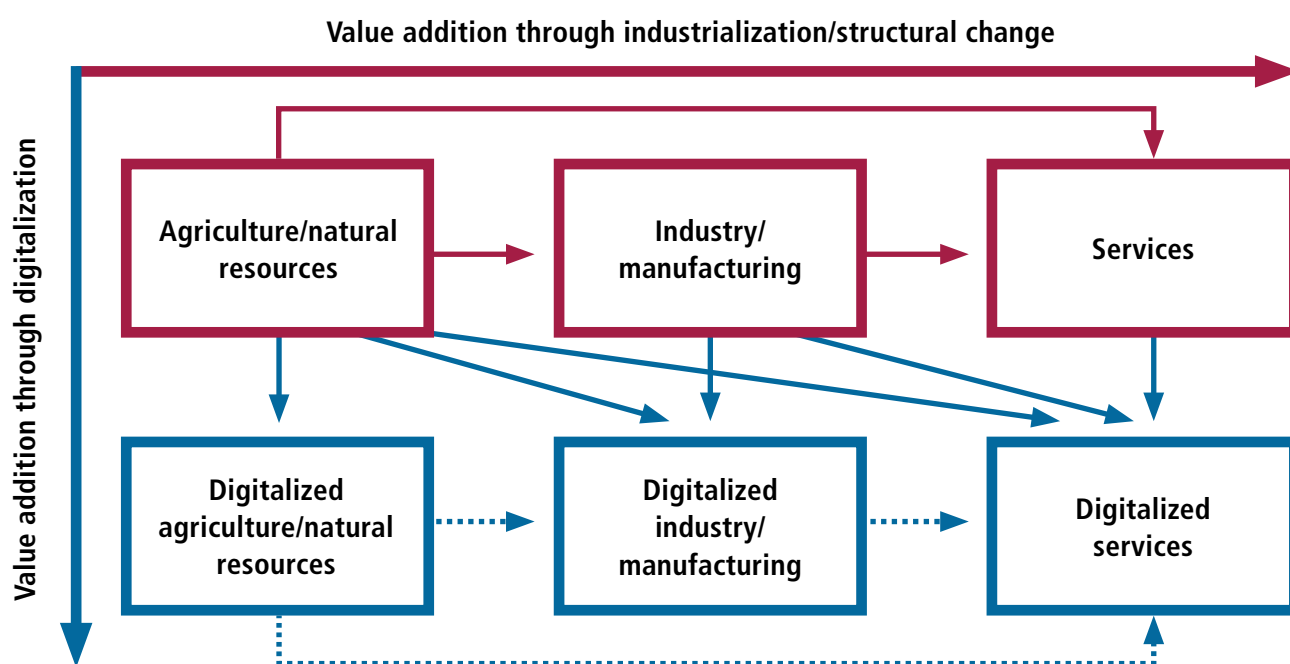 Value addition through industrialization/structural change
Value addition through digitalization
Agriculture/natural
resources
Industry/
manufacturing
Services
Digitalized
agriculture/natural
resources
Digitalized
industry/
manufacturing
Digitalized
services